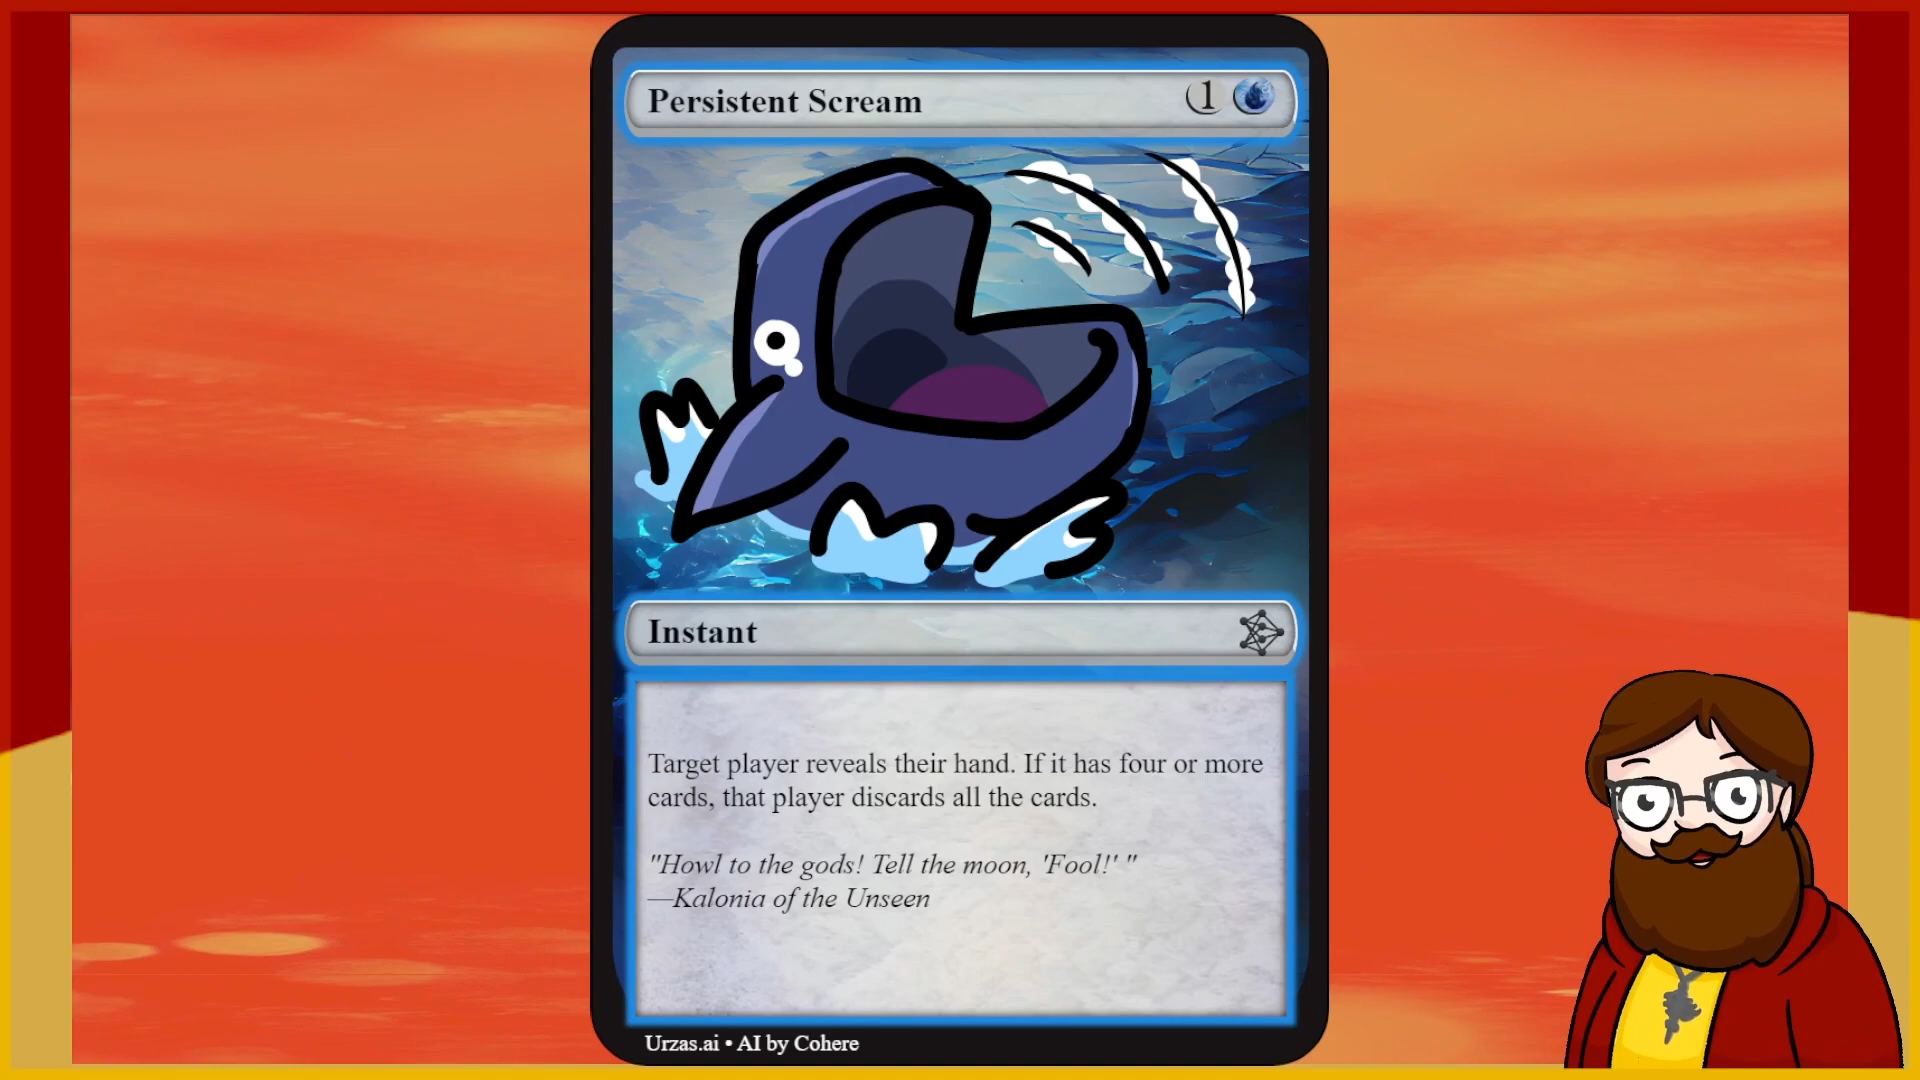 Persistent Scream
1
Instant
Target player reveals their hand. If it has four or more
cards, that player discards all the cards.
"Howl to the gods! Tell the moon, 'Fool!' "
—Kalonia of the Unseen
Urzas.ai • AI by Cohere